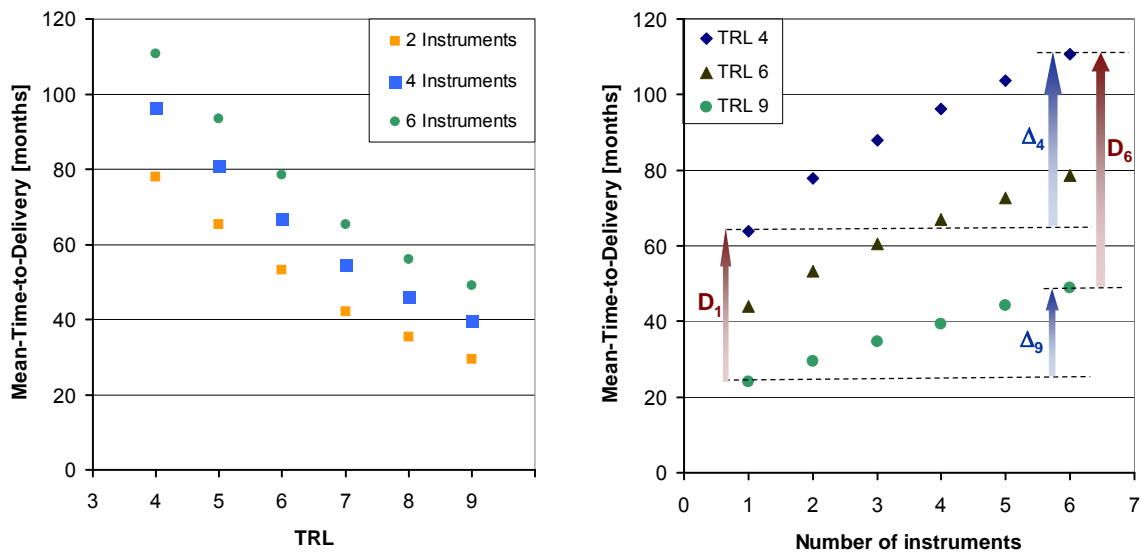 120
100
80
60
40
20
0
3 4 5 6 7 8 9
TRL
Mean-Time-to-Delivery [months]
2 Instruments
4 Instruments
6 Instruments
120
100
80
60
40
20
0
0 1 2 3 4 5 6 7
Number of instruments
Mean-Time-to-Delivery [months]
TRL 4
TRL 6
TRL 9
D₁
Δ₄
D₆
Δ₉